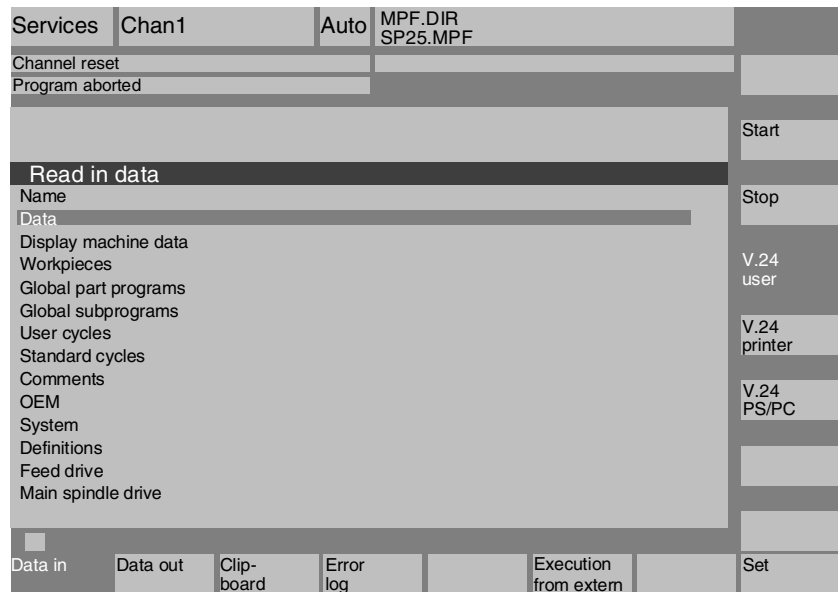 Services
Chan1
Auto
MPF.DIR
SP25.MPF
Channel reset
Program aborted
Read in data
Name
Data
Display machine data
Workpieces
Global part programs
Global subprograms
User cycles
Standard cycles
Comments
OEM
System
Definitions
Feed drive
Main spindle drive
Start
Stop
V.24
user
V.24
printer
V.24
PS/PC
Data in
Data out
Clip-
board
Error
log
Execution
from extern
Set